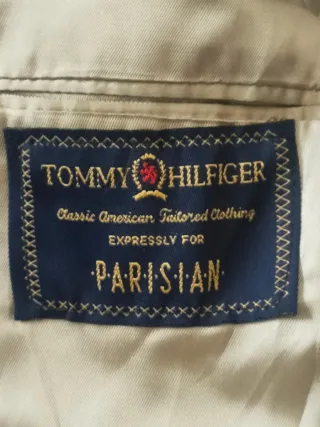 TOMMY HILFIGER
Classic American Tailored Clothing
EXPRESSLY FOR
·PARISIAN·